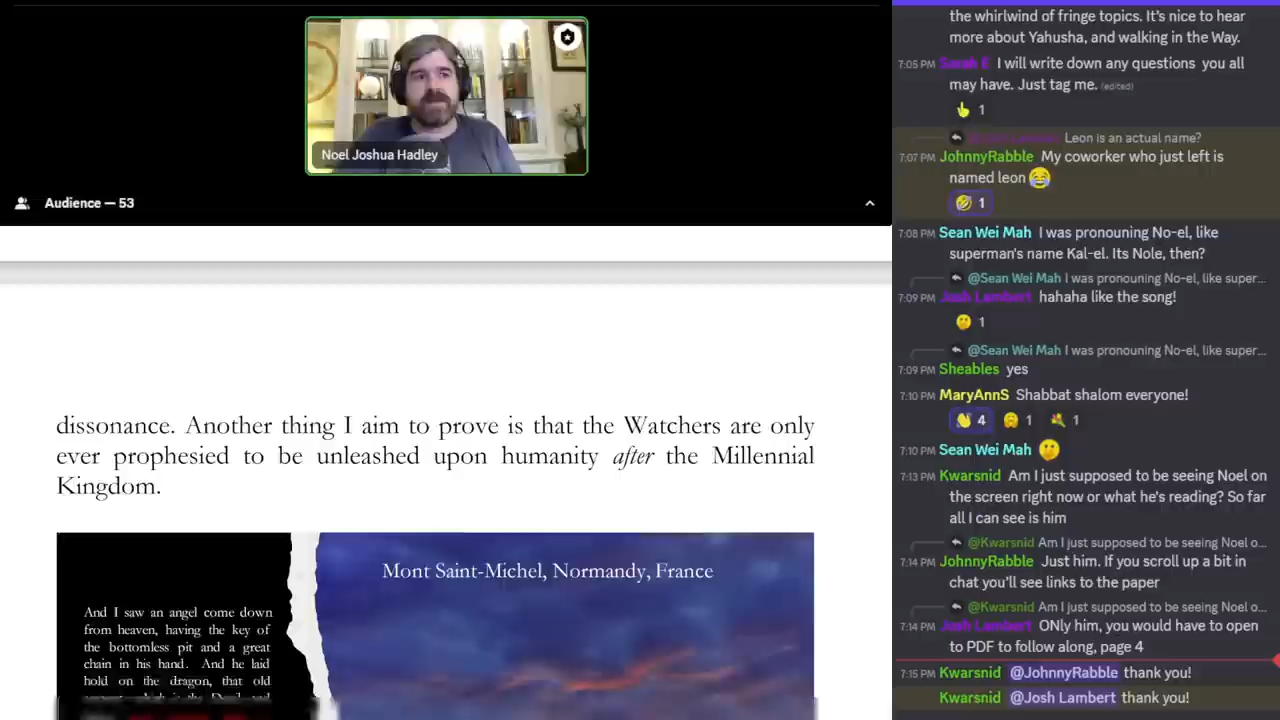 Noel Joshua Hadley
Audience — 53
dissonance. Another thing I aim to prove is that the Watchers are only
ever prophesied to be unleashed upon humanity after the Millennial
Kingdom.
Mont Saint-Michel, Normandy, France
And I saw an angel come down
from heaven, having the key of
the bottomless pit and a great
chain in his hand. And he laid
hold on the dragon, that old
the whirlwind of fringe topics. It's nice to hear
more about Yahusha, and walking in the Way.
7:05 PM Sarah E I will write down any questions you all
may have. Just tag me. (edited)
1
Leon is an actual name?
7:07 PM JohnnyRabble My coworker who just left is
named leon
1
7:08 PM Sean Wei Mah I was pronouning No-el, like
superman's name Kal-el. Its Nole, then?
@Sean Wei Mah I was pronouning No-el, like super...
7:09 PM Josh Lambert hahaha like the song!
1
@Sean Wei Mah I was pronouning No-el, like super...
7:09 PM Sheables yes
7:10 PM MaryAnnS Shabbat shalom everyone!
4 1 1
7:10 PM Sean Wei Mah
7:13 PM Kwarsnid Am I just supposed to be seeing Noel on
the screen right now or what he's reading? So far
all I can see is him
@Kwarsnid Am I just supposed to be seeing Noel o...
7:14 PM JohnnyRabble Just him. If you scroll up a bit in
chat you'll see links to the paper
@Kwarsnid Am I just supposed to be seeing Noel o...
7:14 PM Josh Lambert ONly him, you would have to open
to PDF to follow along, page 4
7:15 PM Kwarsnid @JohnnyRabble thank you!
Kwarsnid @Josh Lambert thank you!